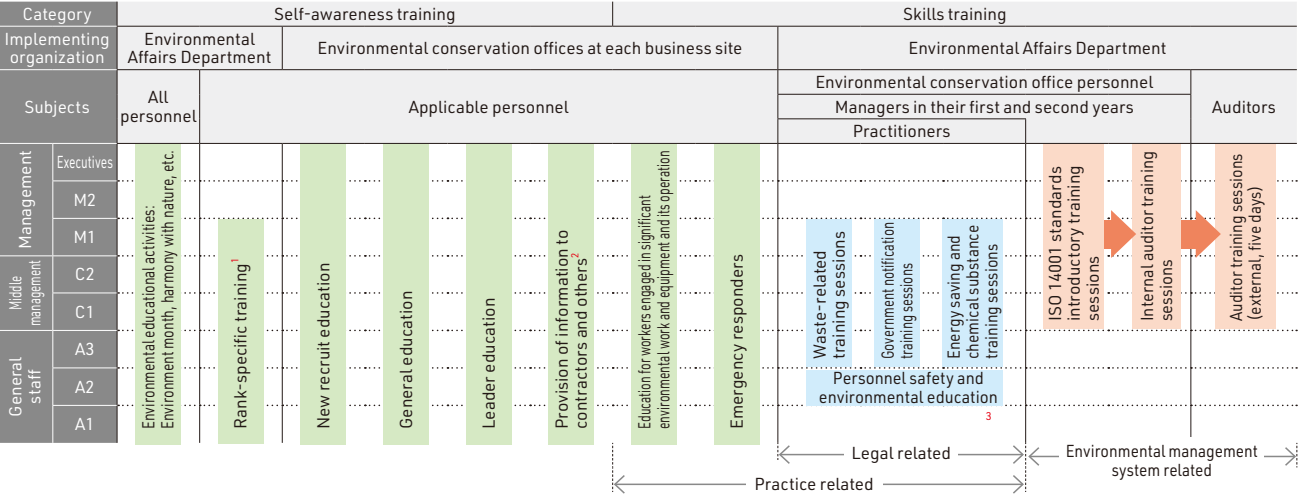 Category
Self-awareness training
Skills training
Implementing
organization
Environmental
Affairs Department
Environmental conservation offices at each business site
Environmental Affairs Department
Subjects
All
personnel
Applicable personnel
Environmental conservation office personnel
Managers in their first and second years
Practitioners
Auditors
Management
Executives
M2
M1
Middle
management
C2
C1
General
staff
A3
A2
A1
Environmental educational activities:
Environment month, harmony with nature, etc.
Rank-specific training1
New recruit education
General education
Leader education
Provision of information to
contractors and others2
Education for workers engaged in significant
environmental work and equipment and its operation
Emergency responders
Waste-related
training sessions
Government notification
training sessions
Energy saving and
chemical substance
training sessions
Personnel safety and
environmental education
3
ISO 14001 standards
introductory training
sessions
Internal auditor training
sessions
Auditor training sessions
(external, five days)
Legal related
Environmental management
system related
Practice related